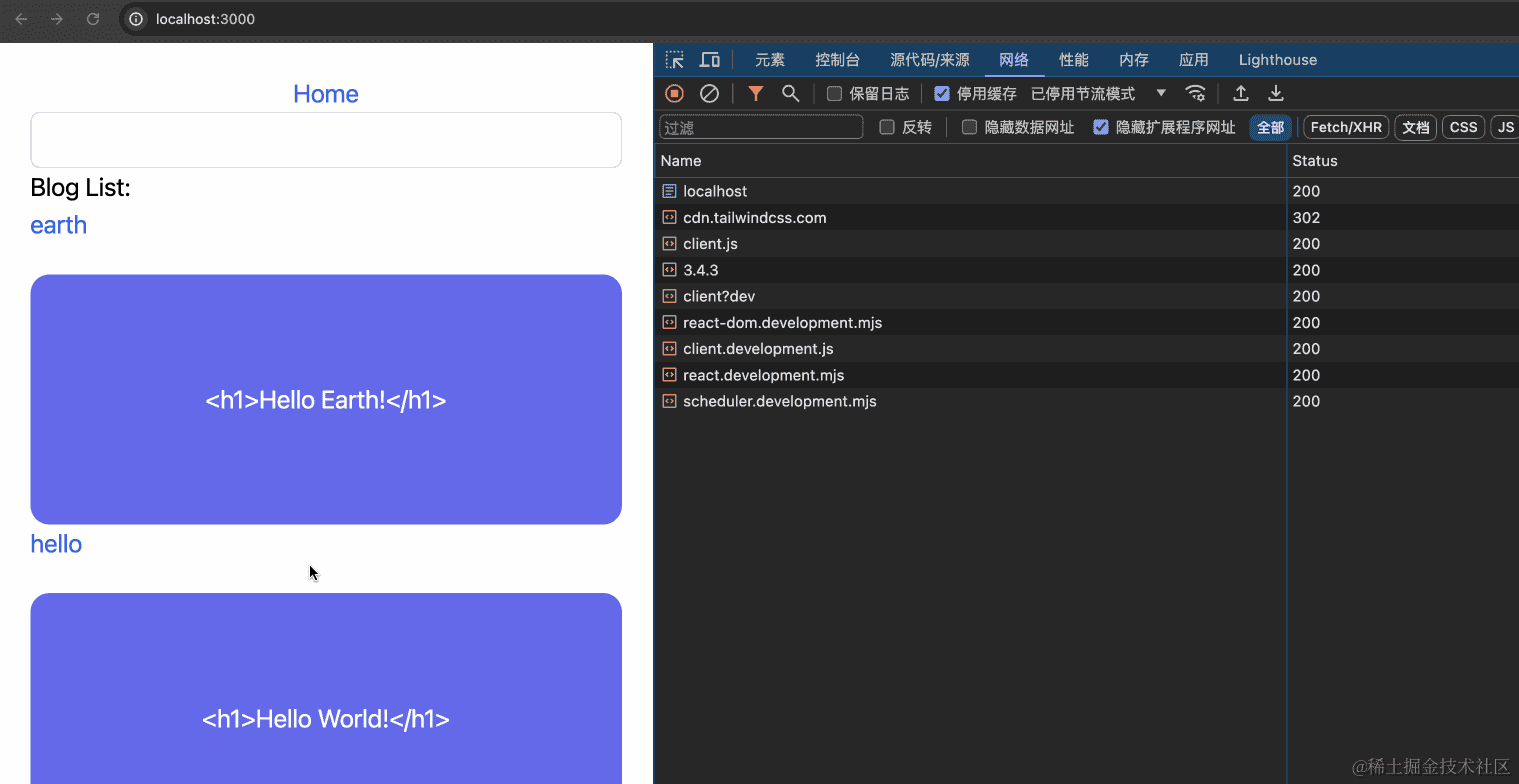 localhost:3000
Home
Blog List:
earth
<h1>Hello Earth!</h1>
hello
<h1>Hello World!</h1>
元素 控制台 源代码/来源 网络 性能 内存 应用 Lighthouse
保留日志 停用缓存 已停用节流模式
过滤 反转 隐藏数据网址 隐藏扩展程序网址 全部 Fetch/XHR 文档 CSS JS
Name Status
localhost 200
cdn.tailwindcss.com 302
client.js 200
3.4.3 200
client?dev 200
react-dom.development.mjs 200
client.development.js 200
react.development.mjs 200
scheduler.development.mjs 200
@稀土掘金技术社区